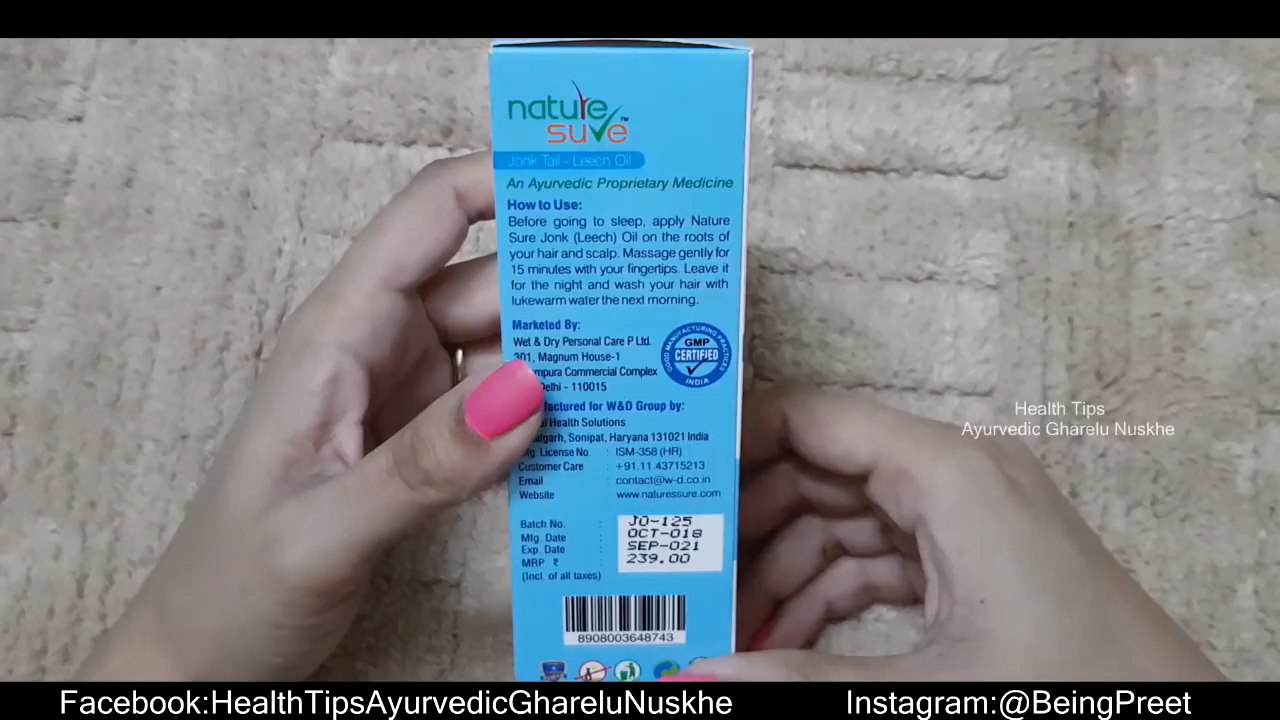 nature
sure™
Jonk Tail - Leech Oil
An Ayurvedic Proprietary Medicine
How to Use:
Before going to sleep, apply Nature
Sure Jonk (Leech) Oil on the roots of
your hair and scalp. Massage gently for
15 minutes with your fingertips. Leave it
for the night and wash your hair with
lukewarm water the next morning.
Marketed By:
Wet & Dry Personal Care P Ltd.
301, Magnum House-1
Commercial Complex
Delhi - 110015
GOOD MANUFACTURING PRACTICES
GMP
CERTIFIED
INDIA
for W&D Group by:
Health Solutions
Sonipat, Haryana 131021 India
License No. : ISM-358 (HR)
Customer Care : +91.11.43715213
Email : contact@w-d.co.in
Website : www.naturessure.com
Batch No. : JO-125
Mfg. Date : OCT-018
Exp. Date : SEP-021
MRP ₹ : 239.00
(Incl. of all taxes)
8908003648743
Health Tips
Ayurvedic Gharelu Nuskhe
Facebook:HealthTipsAyurvedicGhareluNuskhe
Instagram:@BeingPreet